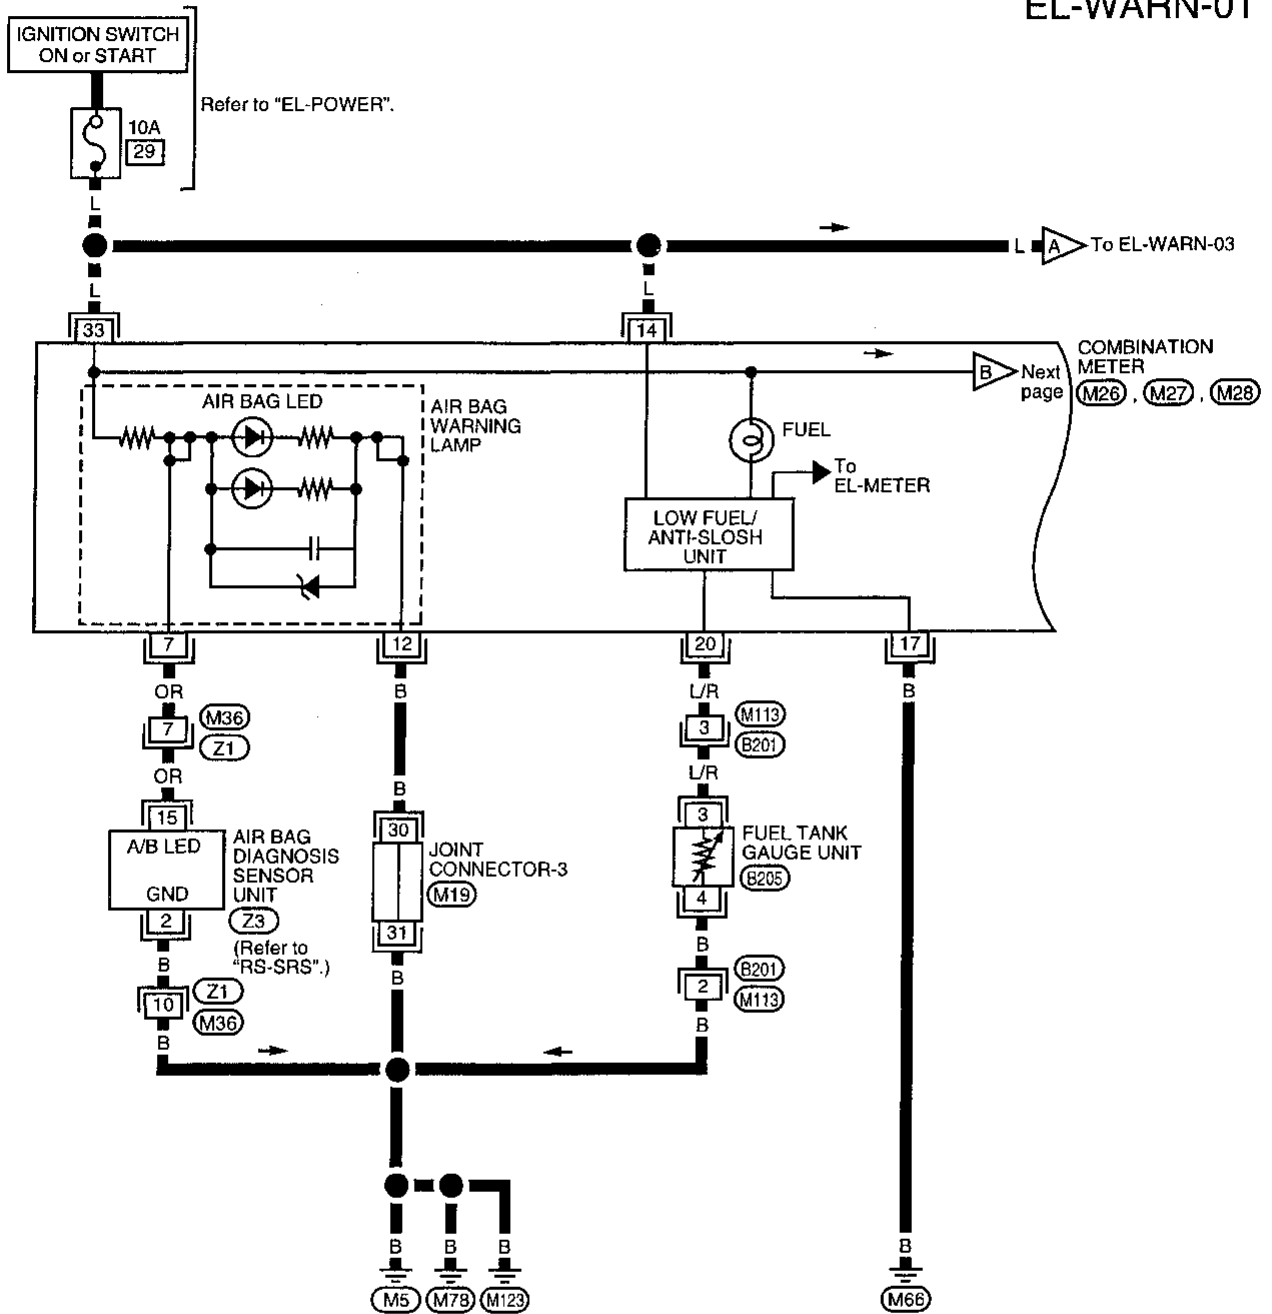 EL-WARN-01
IGNITION SWITCH
ON or START
Refer to "EL-POWER".
10A
29
L
L
A
To EL-WARN-03
L
L
33
14
COMBINATION
METER
M26 , M27 , M28
B
Next
page
AIR BAG LED
AIR BAG
WARNING
LAMP
FUEL
To
EL-METER
LOW FUEL/
ANTI-SLOSH
UNIT
7
12
20
17
OR
B
L/R
B
7
M36
Z1
3
M113
B201
OR
L/R
B
15
30
3
A/B LED
GND
AIR BAG
DIAGNOSIS
SENSOR
UNIT
Z3
(Refer to
"RS-SRS".)
JOINT
CONNECTOR-3
M19
FUEL TANK
GAUGE UNIT
B205
2
31
4
B
B
B
10
Z1
M36
2
B201
M113
B
B
B
B
B
B
M5
M78
M123
M66